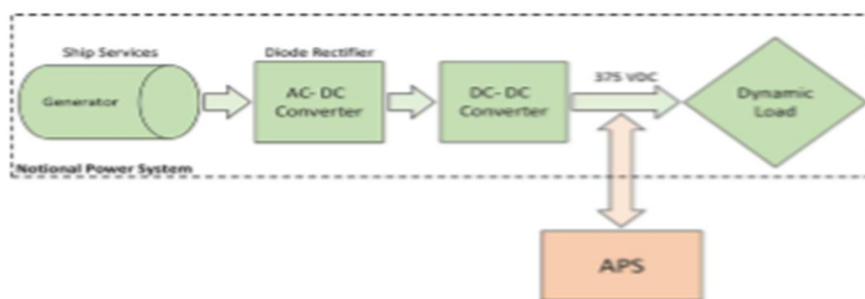 Ship Services
Diode Rectifier
Generator
AC- DC
Converter
DC- DC
Converter
375 VDC
Dynamic
Load
Notional Power System
APS